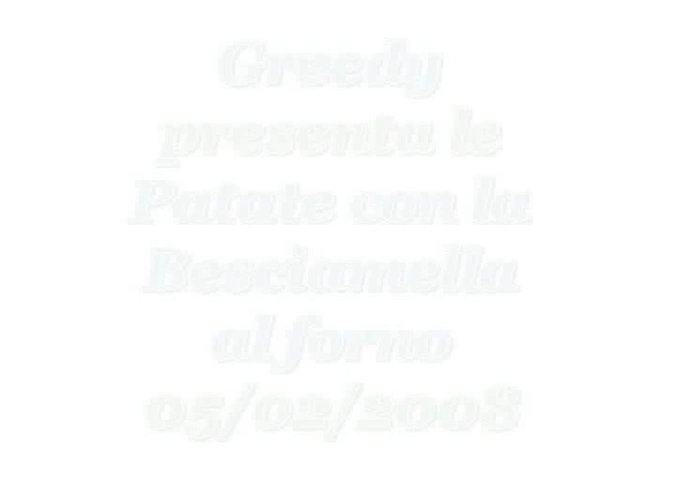 Greedy
presenta le
Patate con la
Besciamella
al forno
05/02/2008